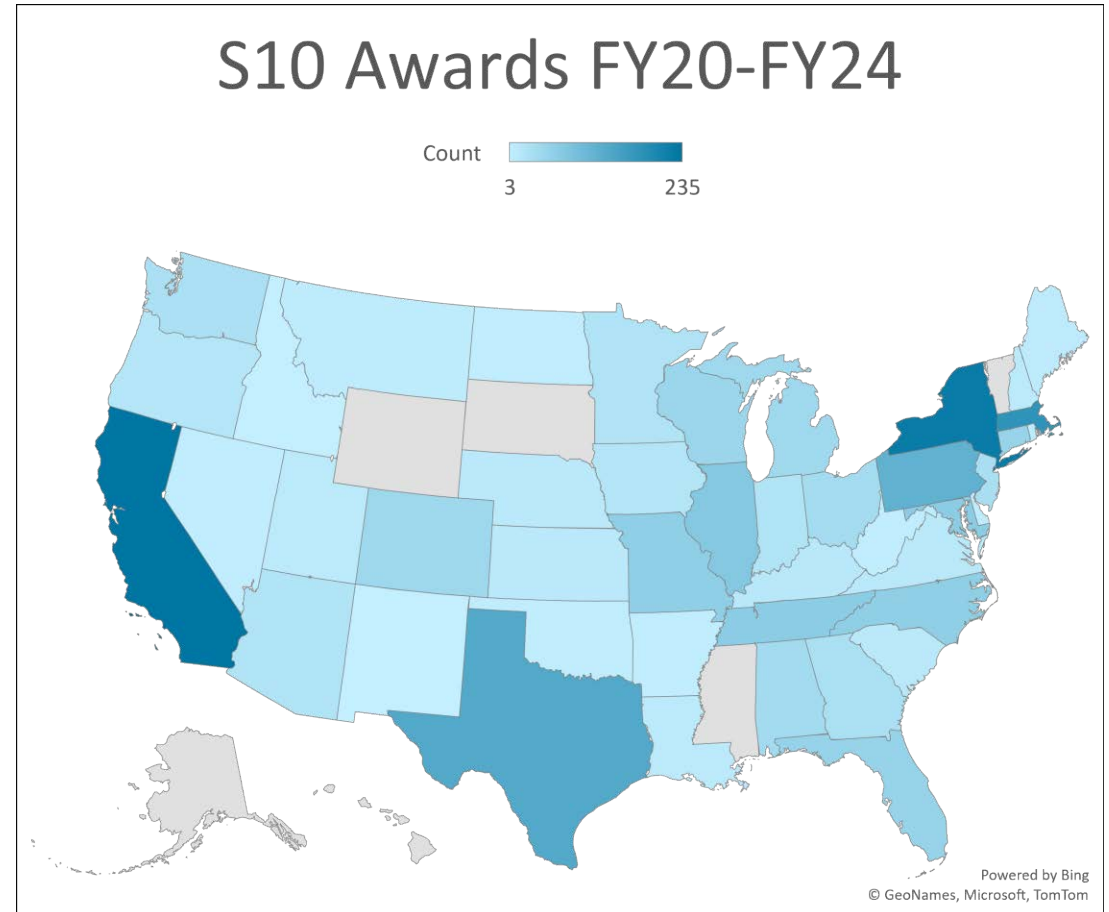 S10 Awards FY20-FY24
Count
3 235
Powered by Bing
© GeoNames, Microsoft, TomTom